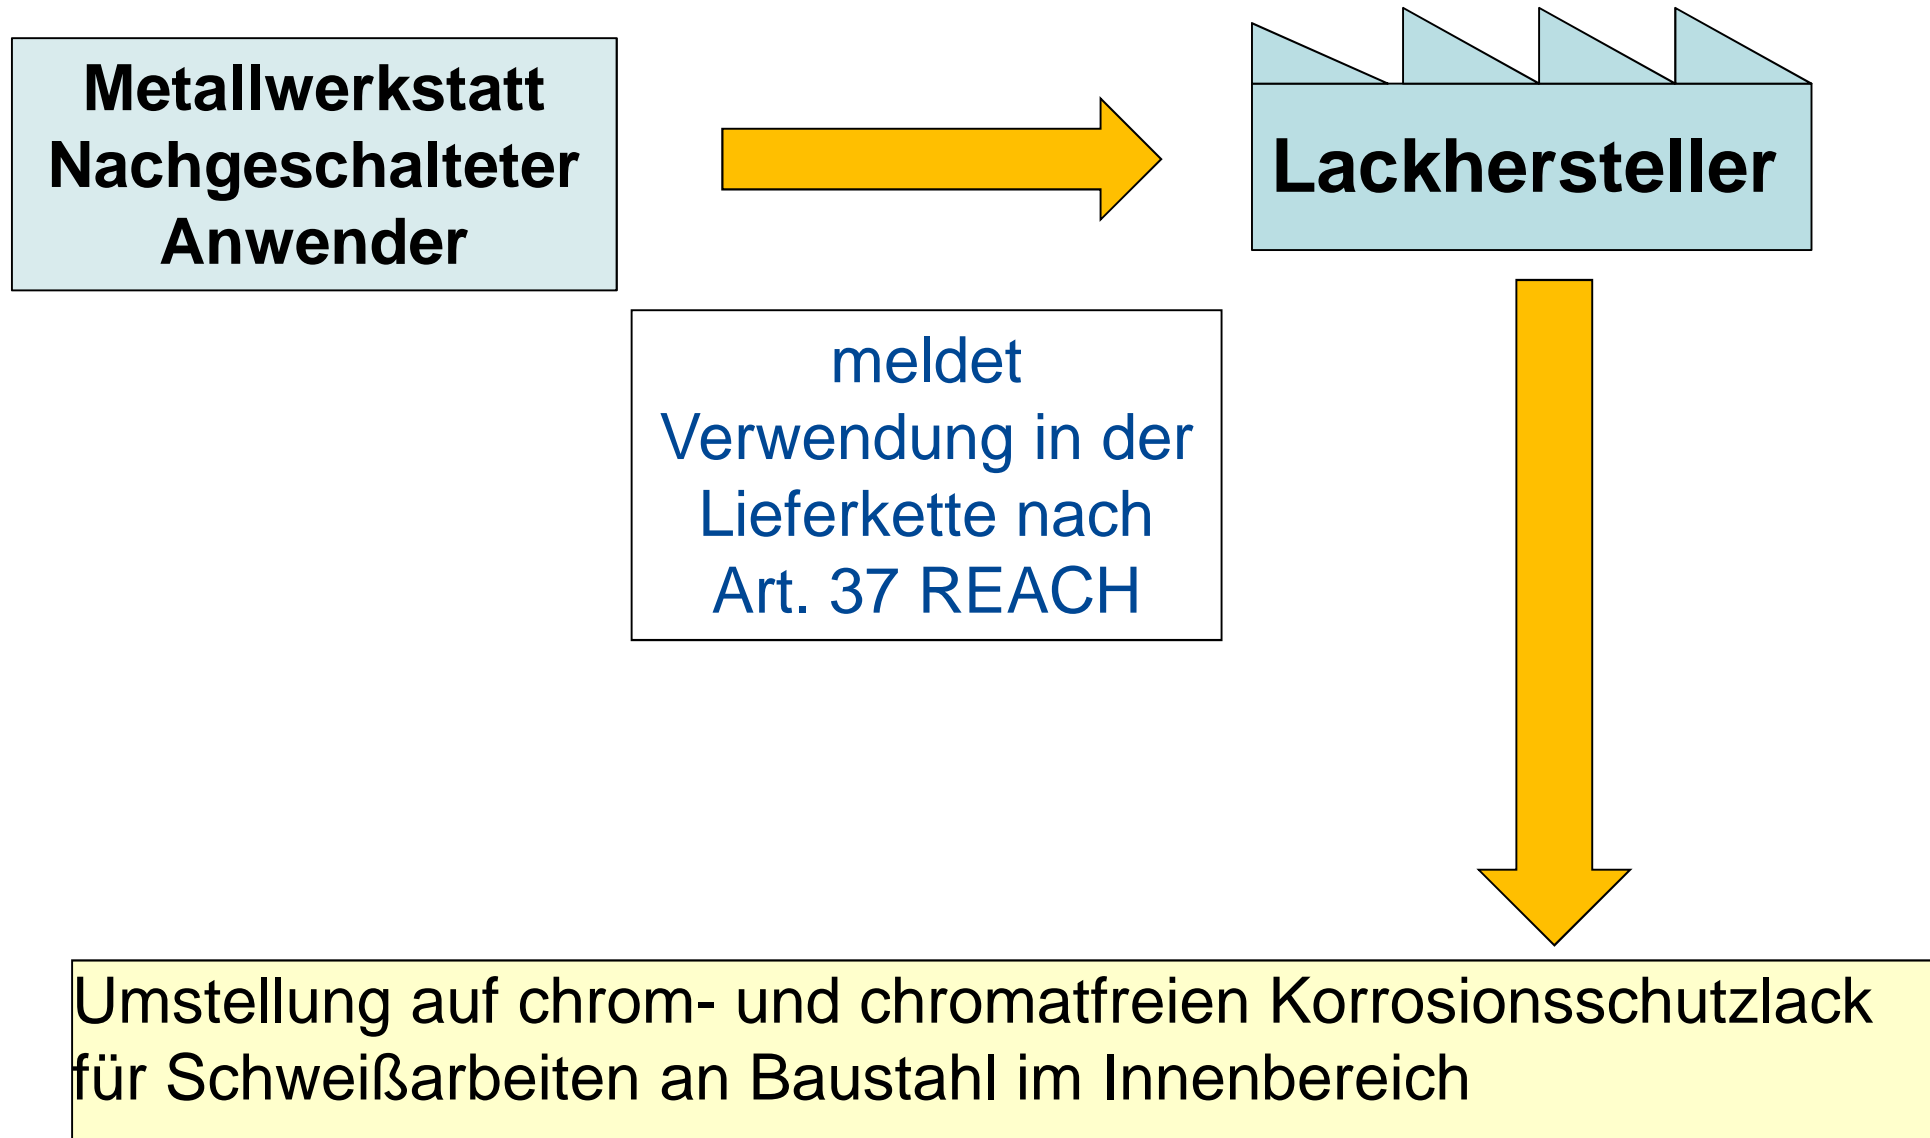 Metallwerkstatt
Nachgeschalteter
Anwender
Lackhersteller
meldet
Verwendung in der
Lieferkette nach
Art. 37 REACH
Umstellung auf chrom- und chromatfreien Korrosionsschutzlack
für Schweißarbeiten an Baustahl im Innenbereich